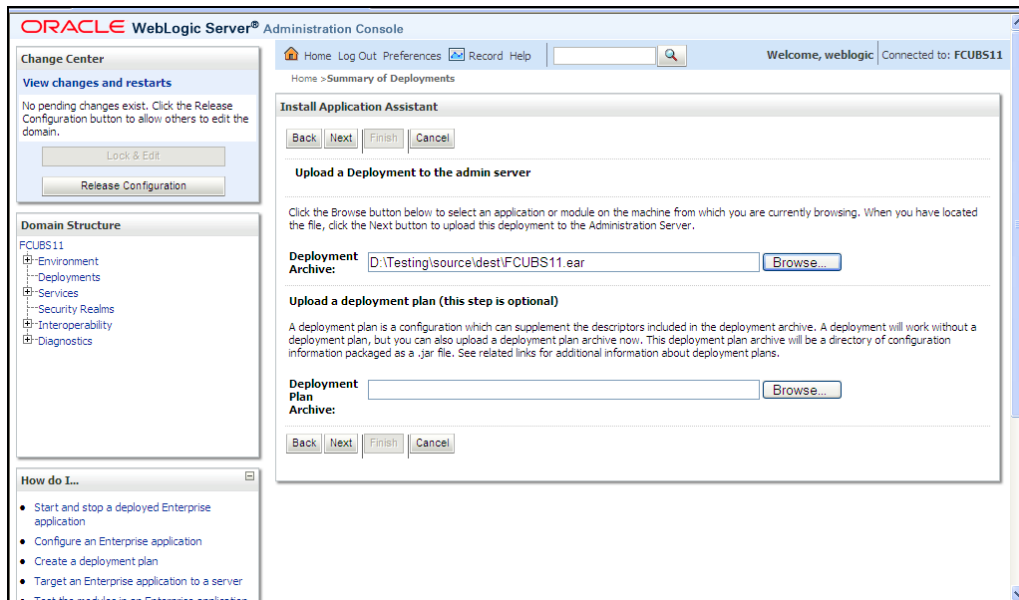 ORACLE WebLogic Server® Administration Console
Change Center
View changes and restarts
No pending changes exist. Click the Release
Configuration button to allow others to edit the
domain.
Lock & Edit
Release Configuration
Domain Structure
FCUBS11
Environment
Deployments
Services
Security Realms
Interoperability
Diagnostics
How do I...
Start and stop a deployed Enterprise
application
Configure an Enterprise application
Create a deployment plan
Target an Enterprise application to a server
Test the modules in an Enterprise application
Home Log Out Preferences Record Help
Welcome, weblogic Connected to: FCUBS11
Home >Summary of Deployments
Install Application Assistant
Back Next Finish Cancel
Upload a Deployment to the admin server
Click the Browse button below to select an application or module on the machine from which you are currently browsing. When you have located
the file, click the Next button to upload this deployment to the Administration Server.
Deployment
Archive: D:\Testing\source\dest\FCUBS11.ear Browse...
Upload a deployment plan (this step is optional)
A deployment plan is a configuration which can supplement the descriptors included in the deployment archive. A deployment will work without a
deployment plan, but you can also upload a deployment plan archive now. This deployment plan archive will be a directory of configuration
information packaged as a .jar file. See related links for additional information about deployment plans.
Deployment
Plan Browse...
Archive:
Back Next Finish Cancel